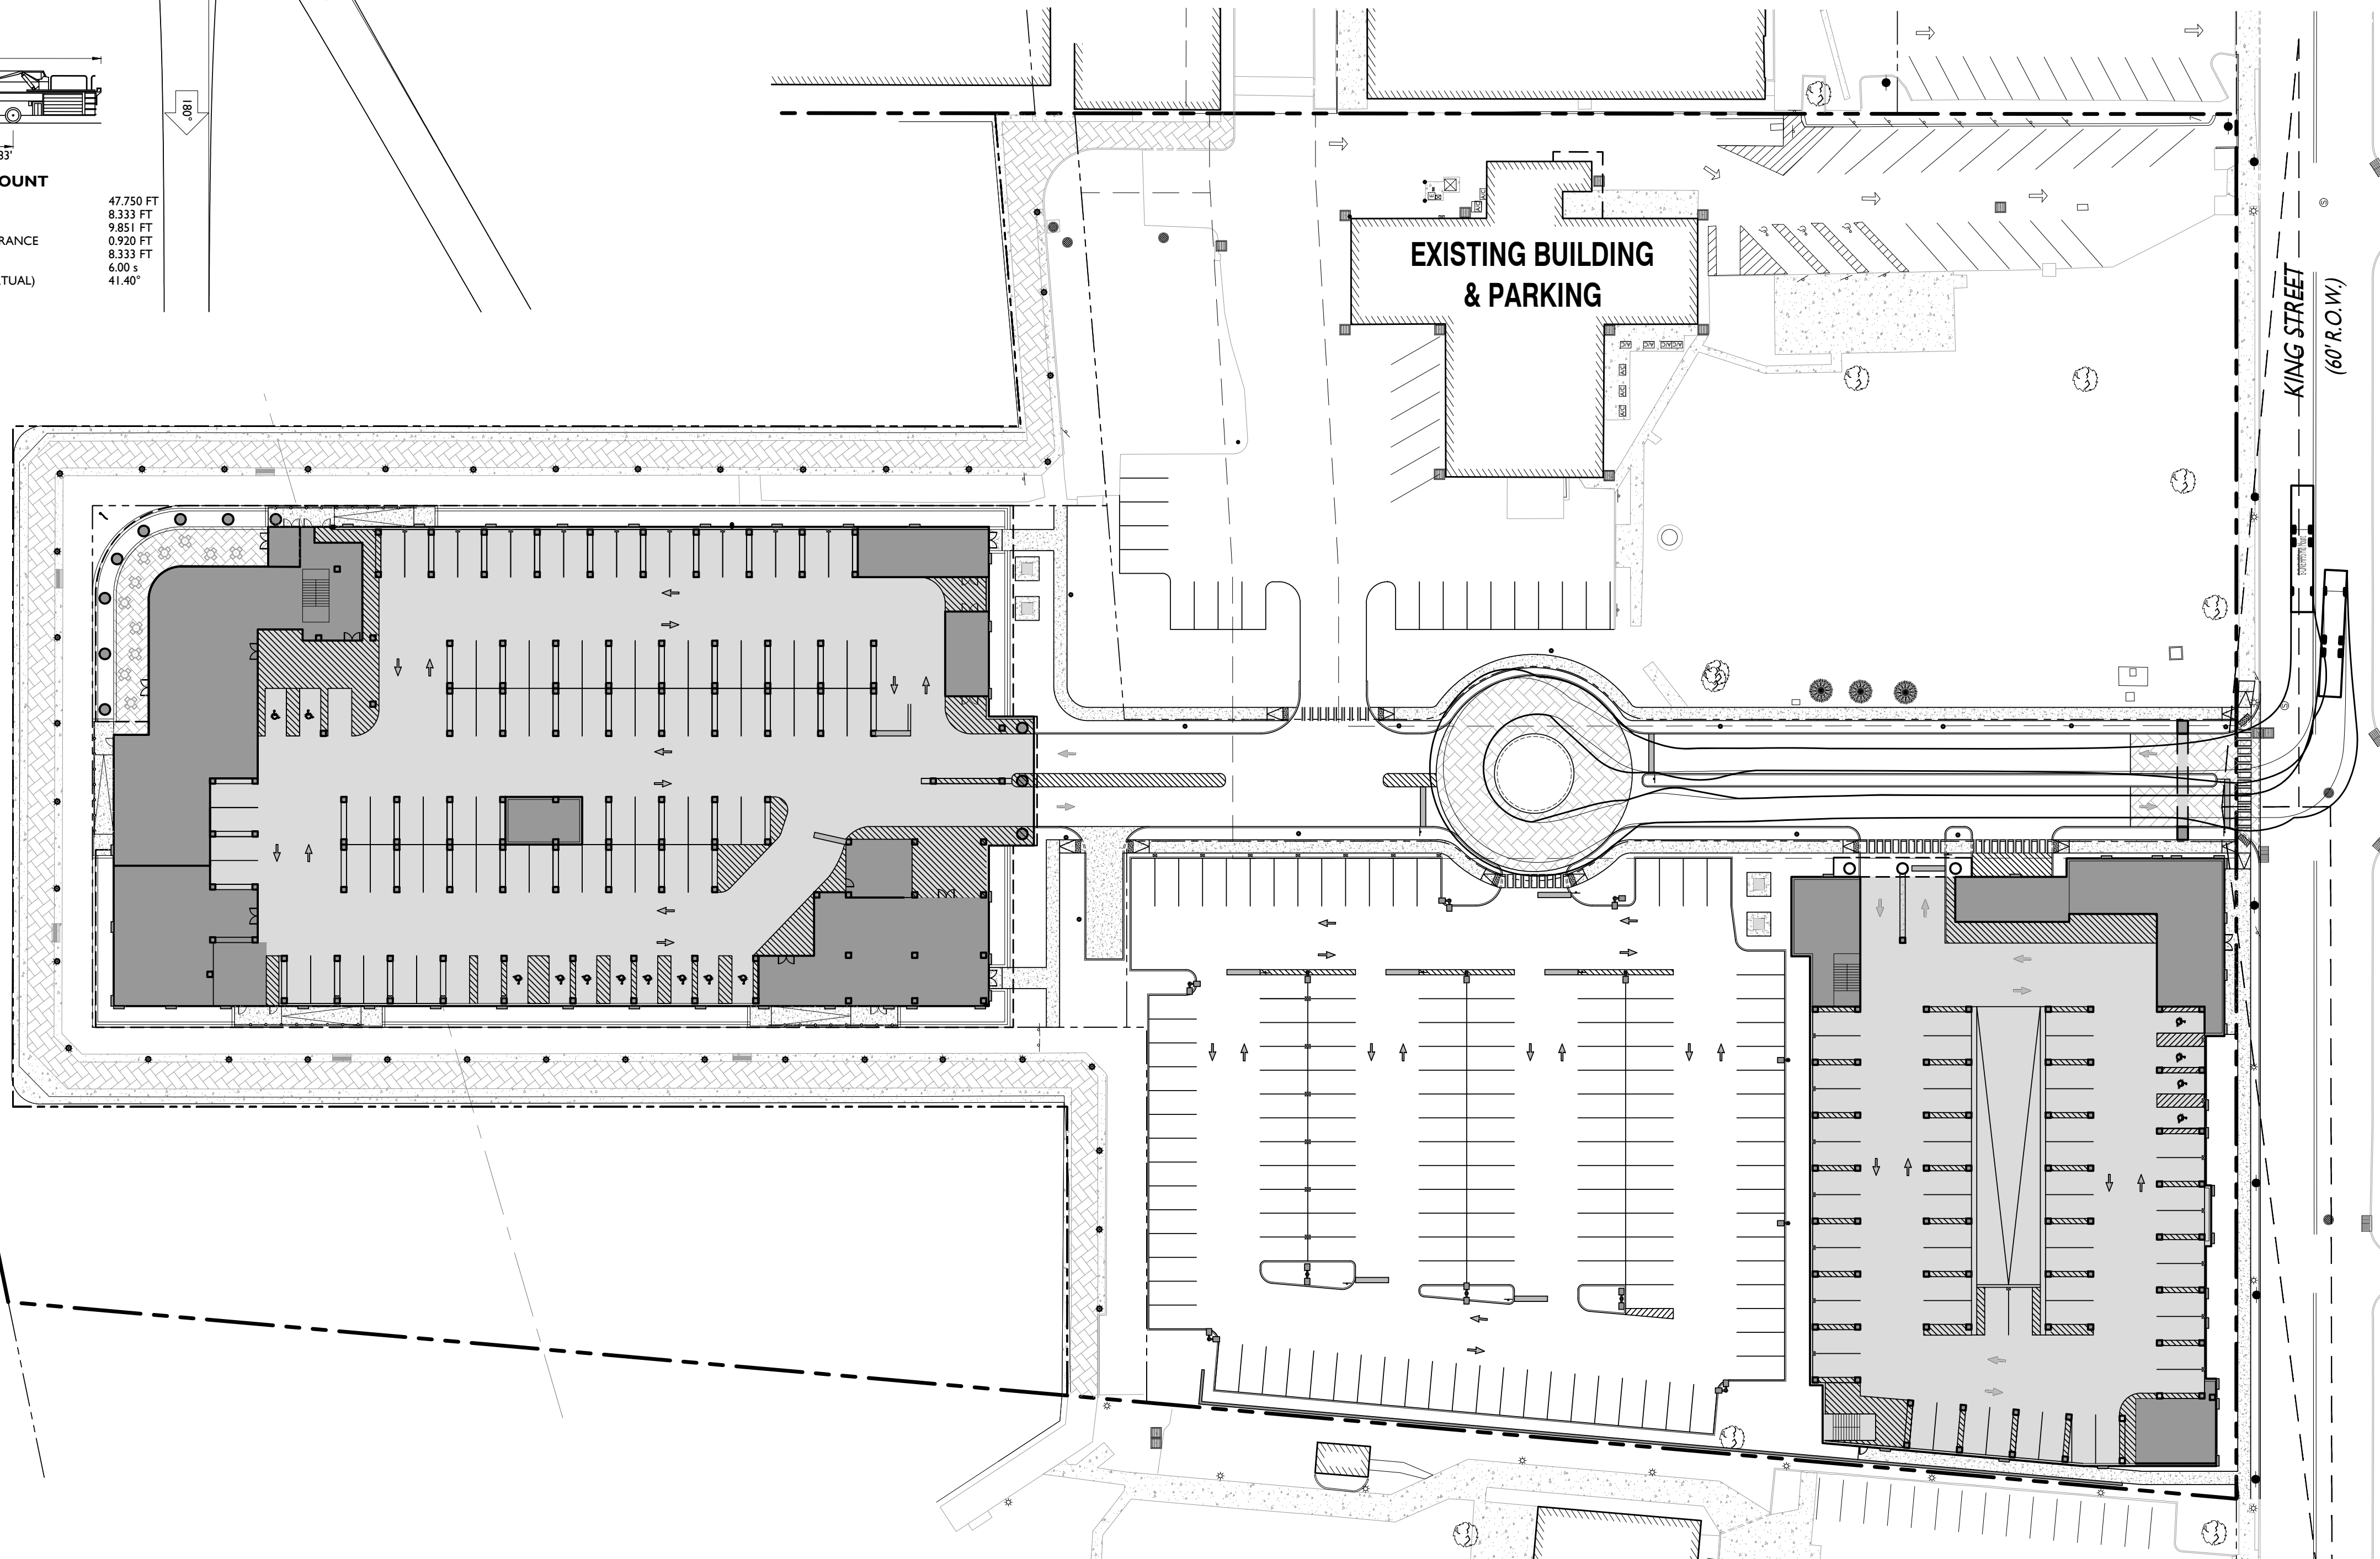 33'
OUNT
47.750 FT
8.333 FT
9.851 FT
RANCE 0.920 FT
8.333 FT
6.00 s
TUAL) 41.40°
180°
EXISTING BUILDING
& PARKING
KING STREET
(60' R.O.W.)
S
S
A/C
A/C
A/C
A/C
A/C
A/C
A/C